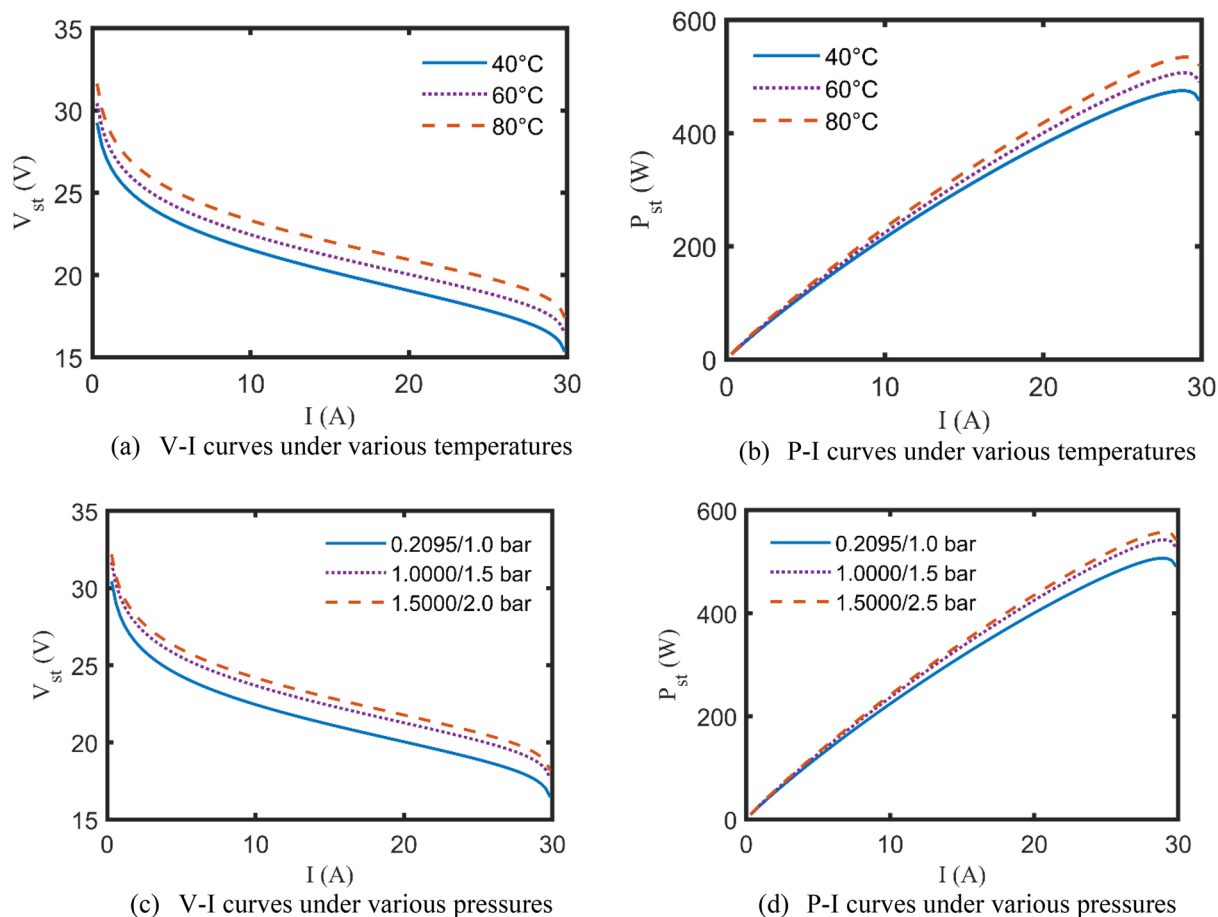 35
30
25
20
15
V_st (V)
40°C
60°C
80°C
0
10
20
30
I (A)
(a) V-I curves under various temperatures
600
400
200
0
P_st (W)
40°C
60°C
80°C
0
10
20
30
I (A)
(b) P-I curves under various temperatures
35
30
25
20
15
V_st (V)
0.2095/1.0 bar
1.0000/1.5 bar
1.5000/2.0 bar
0
10
20
30
I (A)
(c) V-I curves under various pressures
600
400
200
0
P_st (W)
0.2095/1.0 bar
1.0000/1.5 bar
1.5000/2.5 bar
0
10
20
30
I (A)
(d) P-I curves under various pressures